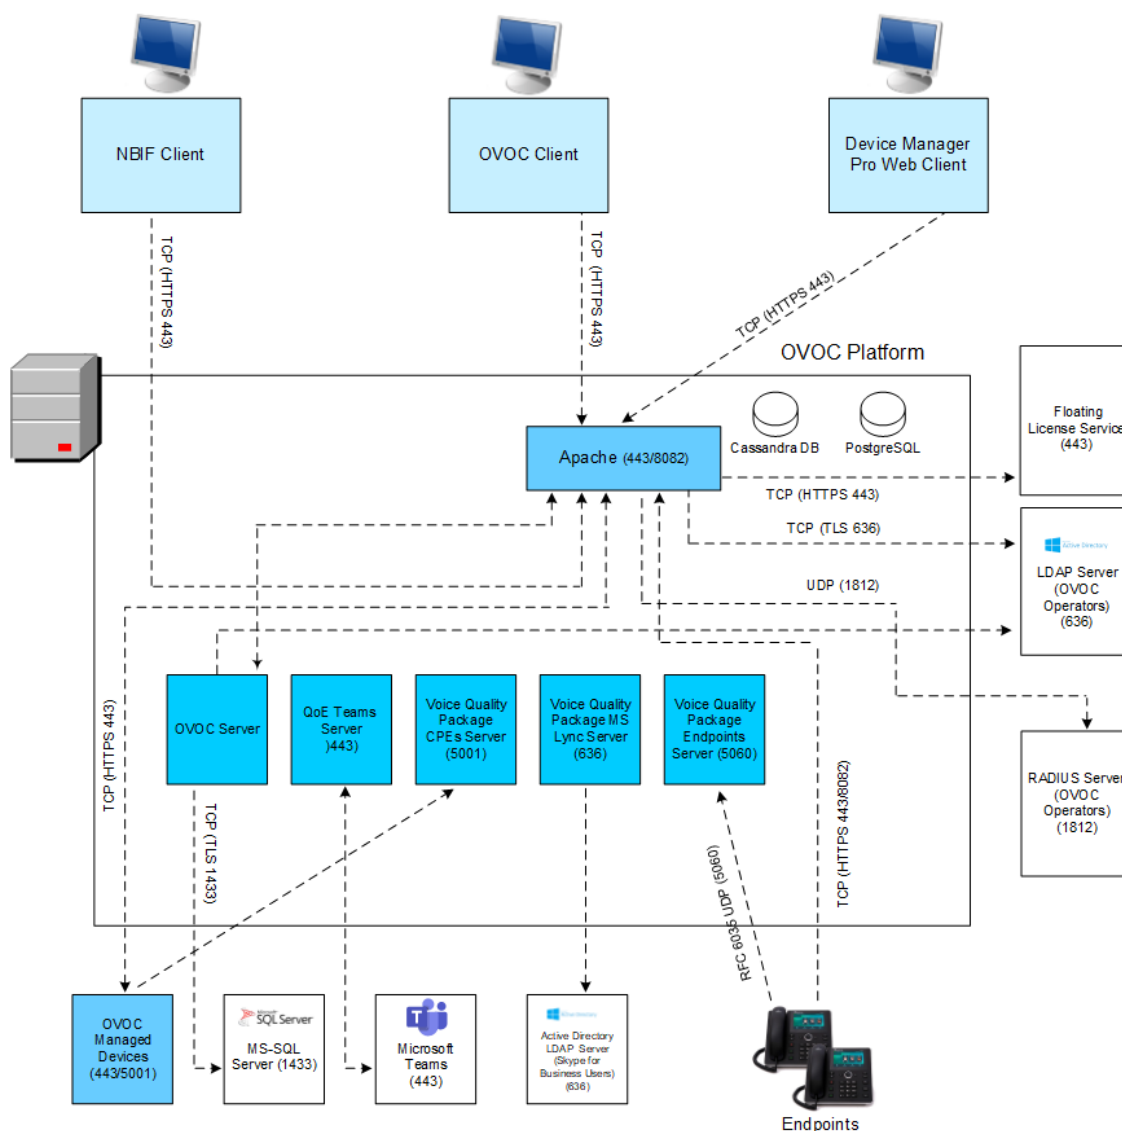 NBIF Client
OVOC Client
Device Manager
Pro Web Client
TCP (HTTPS 443)
TCP (HTTPS 443)
TCP (HTTPS 443)
OVOC Platform
Cassandra DB
PostgreSQL
Apache (443/8082)
Floating
License Service
(443)
TCP (HTTPS 443)
TCP (TLS 636)
Active Directory
LDAP Server
(OVOC
Operators)
(636)
UDP (1812)
TCP (HTTPS 443)
OVOC Server
QoE Teams
Server
)443)
Voice Quality
Package
CPEs Server
(5001)
Voice Quality
Package MS
Lync Server
(636)
Voice Quality
Package
Endpoints
Server (5060)
RADIUS Server
(OVOC
Operators)
(1812)
TCP (TLS 1433)
RFC 6035 UDP (5060)
TCP (HTTPS 443/8082)
OVOC
Managed
Devices
(443/5001)
Microsoft
SQL Server
MS-SQL
Server (1433)
T
Microsoft
Teams
(443)
Active Directory
Active Directory
LDAP Server
(Skype for
Business Users)
(636)
Endpoints